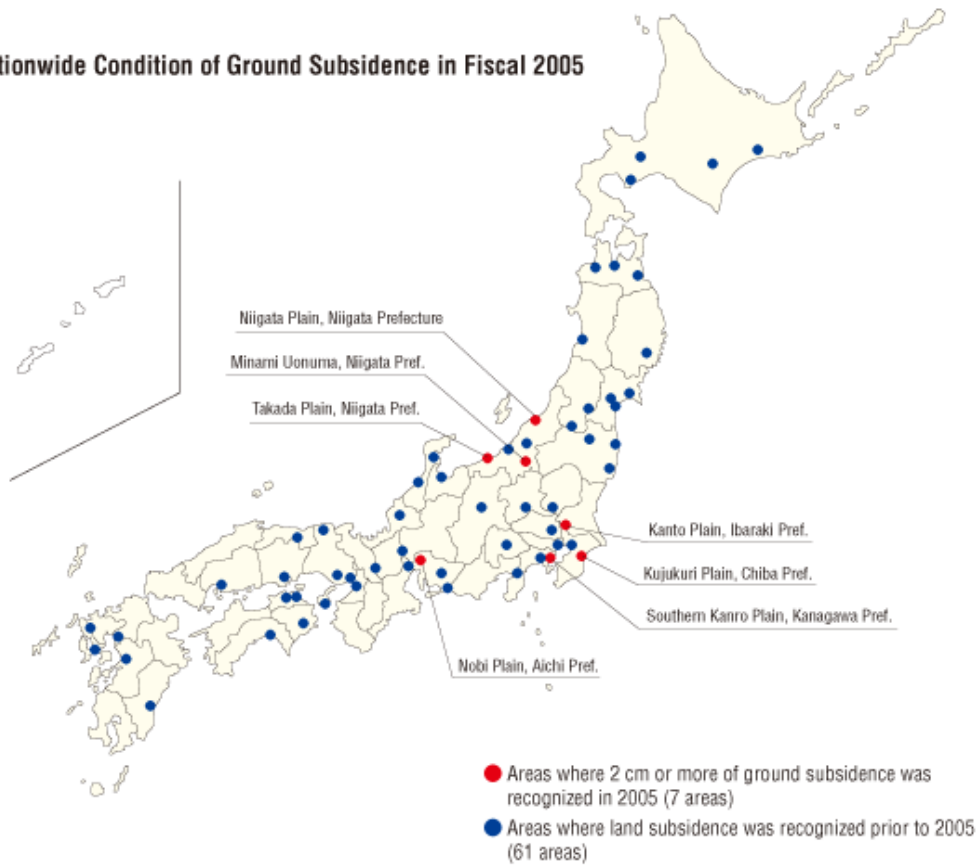 tionwide Condition of Ground Subsidence in Fiscal 2005
Niigata Plain, Niigata Prefecture
Minami Uonuma, Niigata Pref.
Takada Plain, Niigata Pref.
Kanto Plain, Ibaraki Pref.
Kujukuri Plain, Chiba Pref.
Southern Kanro Plain, Kanagawa Pref.
Nobi Plain, Aichi Pref.
Areas where 2 cm or more of ground subsidence was
recognized in 2005 (7 areas)
Areas where land subsidence was recognized prior to 2005
(61 areas)